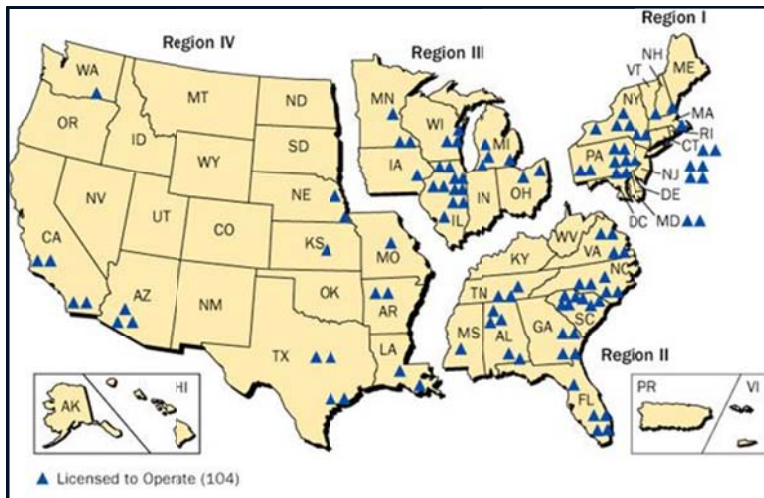 Region I
Region IV
Region III
NH
VT
ME
WA
MT
ND
MN
NY
MA
OR
ID
SD
WI
MI
RI
CT
WY
IA
PA
NJ
NE
OH
DE
NV
UT
CO
IL
IN
DC
MD
CA
KS
MO
WV
VA
KY
AZ
NM
OK
AR
TN
NC
MS
AL
GA
SC
TX
LA
Region II
FL
AK
HI
PR
VI
Licensed to Operate (104)